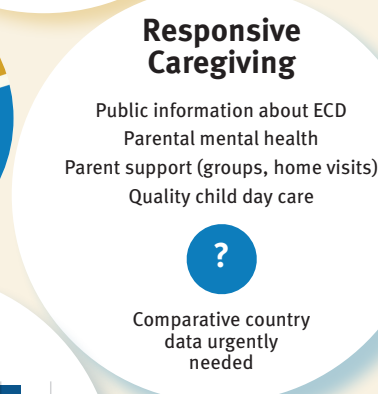 Responsive
Caregiving
Public information about ECD
Parental mental health
Parent support (groups, home visits)
Quality child day care
?
Comparative country
data urgently
needed